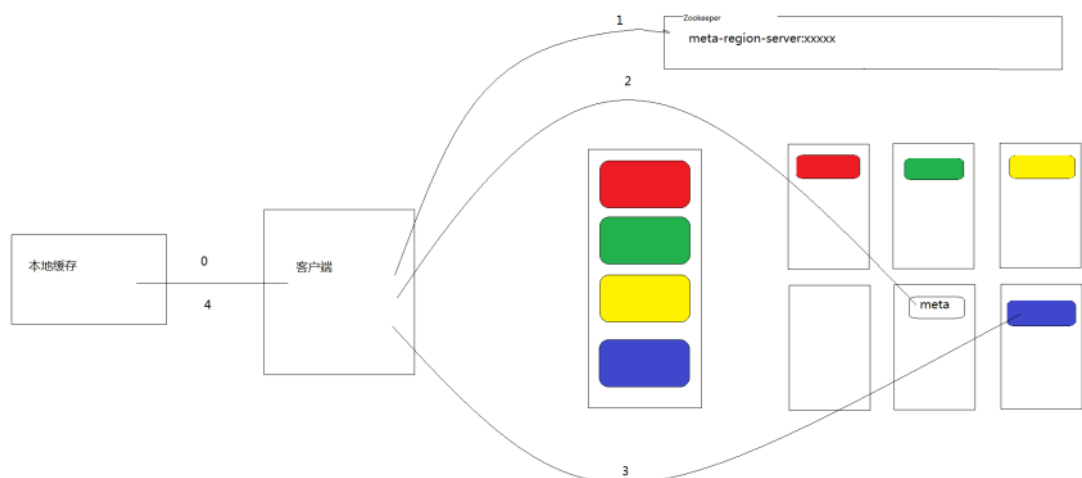 1
Zookeeper
meta-region-server:xxxxx
2
本地缓存
0
客户端
4
meta
3